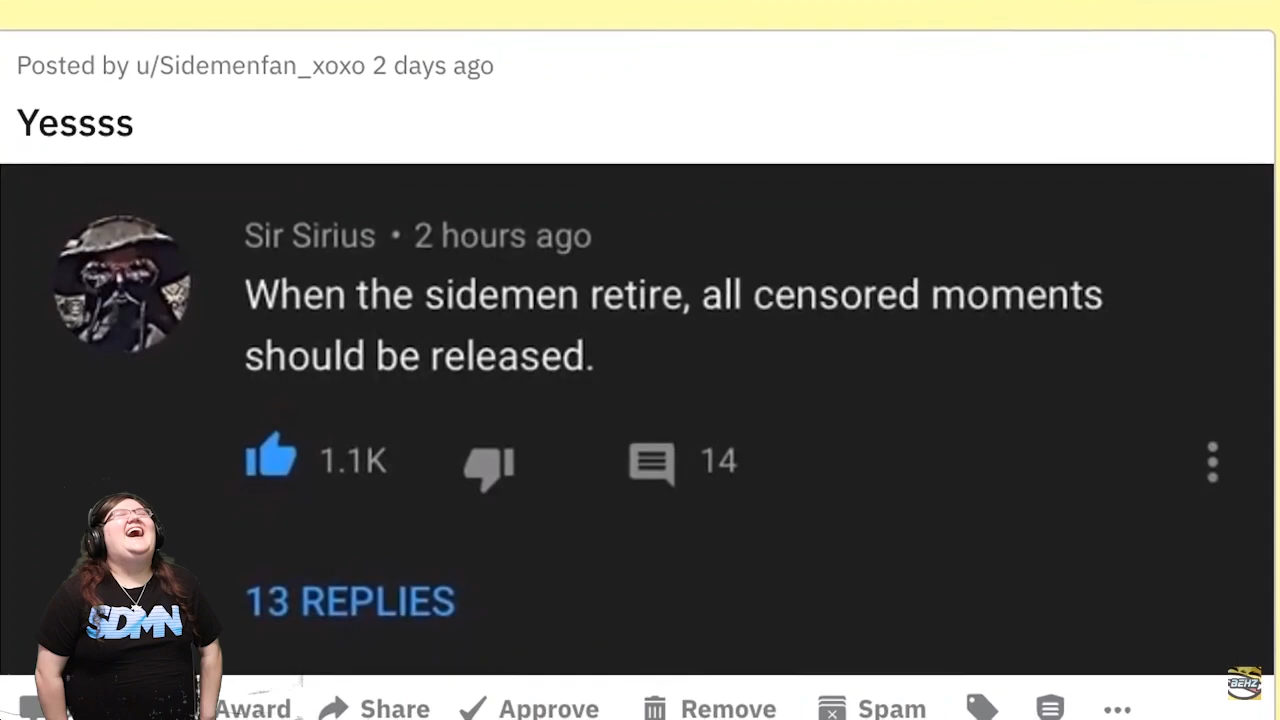 Posted by u/Sidemenfan_xoxo 2 days ago
Yessss
Sir Sirius • 2 hours ago
When the sidemen retire, all censored moments
should be released.
1.1K 14
13 REPLIES
SDMN
Award Share Approve Remove Spam
BEHZ